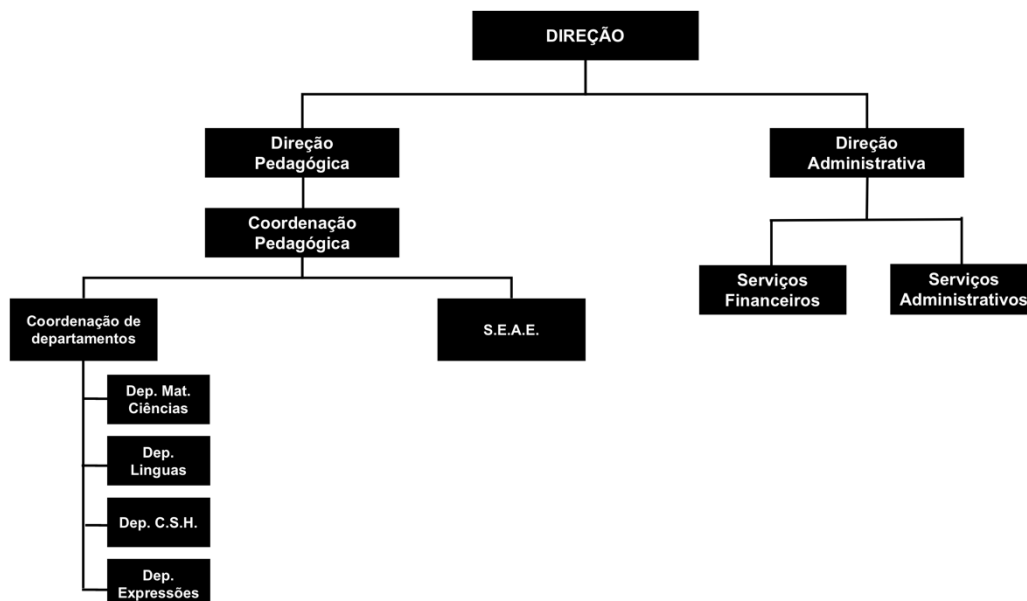 DIREÇÃO
Direção
Pedagógica
Direção
Administrativa
Coordenação
Pedagógica
Serviços
Financeiros
Serviços
Administrativos
Coordenação de
departamentos
S.E.A.E.
Dep. Mat.
Ciências
Dep.
Linguas
Dep. C.S.H.
Dep.
Expressões